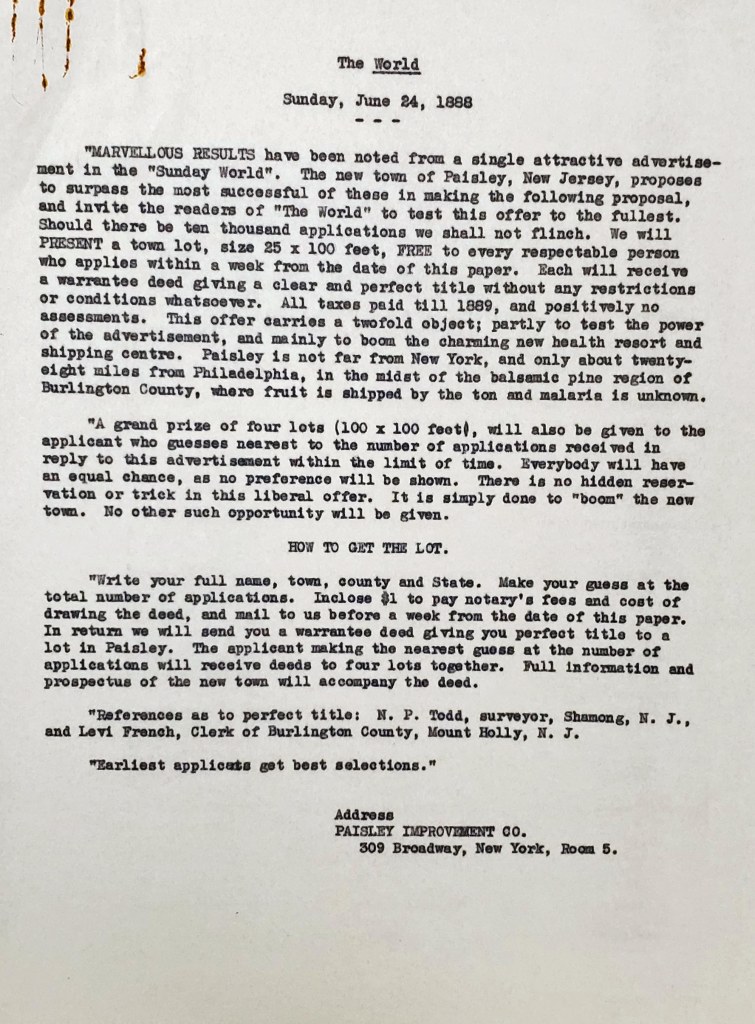 The World
Sunday, June 24, 1888
- - -
"MARVELLOUS RESULTS have been noted from a single attractive advertise-
ment in the "Sunday World". The new town of Paisley, New Jersey, proposes
to surpass the most successful of these in making the following proposal,
and invite the readers of "The World" to test this offer to the fullest.
Should there be ten thousand applications we shall not flinch. We will
PRESENT a town lot, size 25 x 100 feet, FREE to every respectable person
who applies within a week from the date of this paper. Each will receive
a warrantee deed giving a clear and perfect title without any restrictions
or conditions whatsoever. All taxes paid till 1889, and positively no
assessments. This offer carries a twofold object; partly to test the power
of the advertisement, and mainly to boom the charming new health resort and
shipping centre. Paisley is not far from New York, and only about twenty-
eight miles from Philadelphia, in the midst of the balsamic pine region of
Burlington County, where fruit is shipped by the ton and malaria is unknown.
"A grand prize of four lots (100 x 100 feet), will also be given to the
applicant who guesses nearest to the number of applications received in
reply to this advertisement within the limit of time. Everybody will have
an equal chance, as no preference will be shown. There is no hidden reser-
vation or trick in this liberal offer. It is simply done to "boom" the new
town. No other such opportunity will be given.
HOW TO GET THE LOT.
"Write your full name, town, county and State. Make your guess at the
total number of applications. Inclose $1 to pay notary's fees and cost of
drawing the deed, and mail to us before a week from the date of this paper.
In return we will send you a warrantee deed giving you perfect title to a
lot in Paisley. The applicant making the nearest guess at the number of
applications will receive deeds to four lots together. Full information and
prospectus of the new town will accompany the deed.
"References as to perfect title: N. P. Todd, surveyor, Shamong, N. J.,
and Levi French, Clerk of Burlington County, Mount Holly, N. J.
"Earliest applicats get best selections."
Address
PAISLEY IMPROVEMENT CO.
309 Broadway, New York, Room 5.